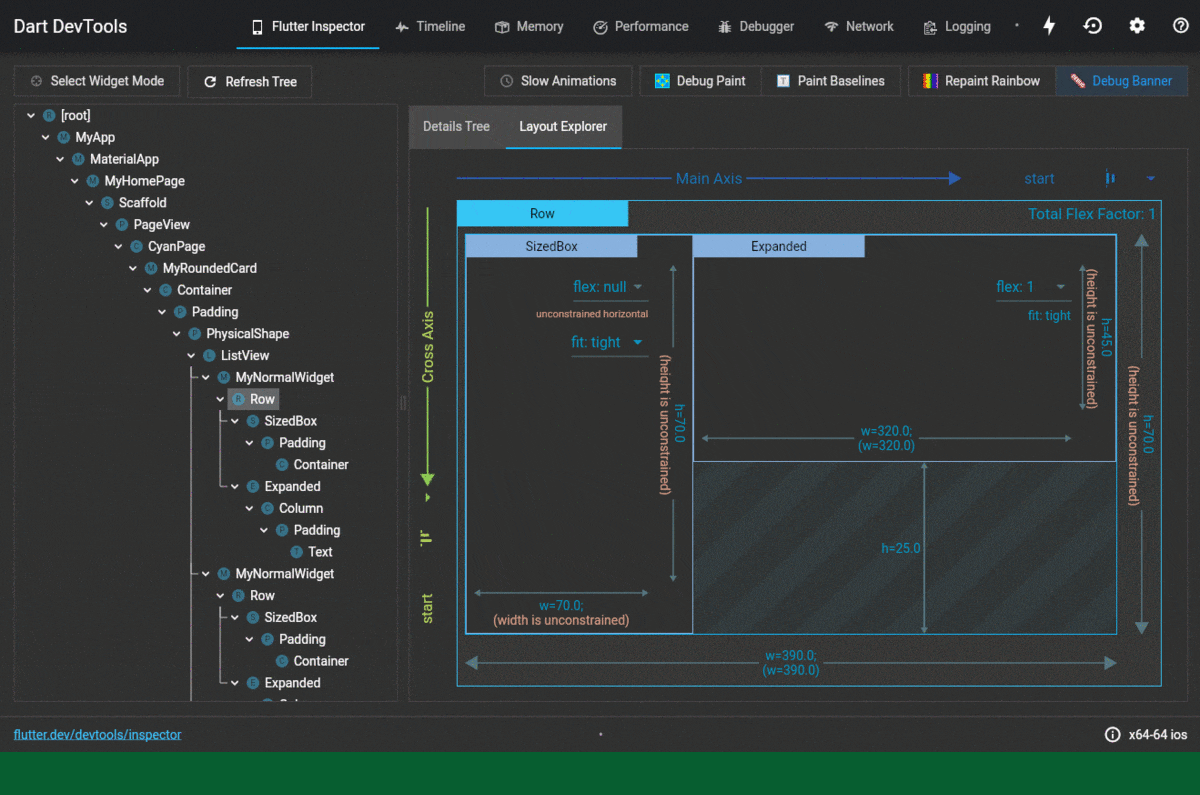 Dart DevTools
Flutter Inspector
Timeline
Memory
Performance
Debugger
Network
Logging
Select Widget Mode
Refresh Tree
Slow Animations
Debug Paint
Paint Baselines
Repaint Rainbow
Debug Banner
[root]
MyApp
MaterialApp
MyHomePage
Scaffold
PageView
CyanPage
MyRoundedCard
Container
Padding
PhysicalShape
ListView
MyNormalWidget
Row
SizedBox
Padding
Container
Expanded
Column
Padding
Text
MyNormalWidget
Row
SizedBox
Padding
Container
Expanded
Details Tree
Layout Explorer
Main Axis
start
Cross Axis
start
Row
Total Flex Factor: 1
SizedBox
flex: null
unconstrained horizontal
fit: tight
h=70.0
(height is unconstrained)
w=70.0;
(width is unconstrained)
Expanded
flex: 1
fit: tight
h=45.0
(height is unconstrained)
w=320.0;
(w=320.0)
h=25.0
h=70.0
(height is unconstrained)
w=390.0;
(w=390.0)
flutter.dev/devtools/inspector
x64-64 ios